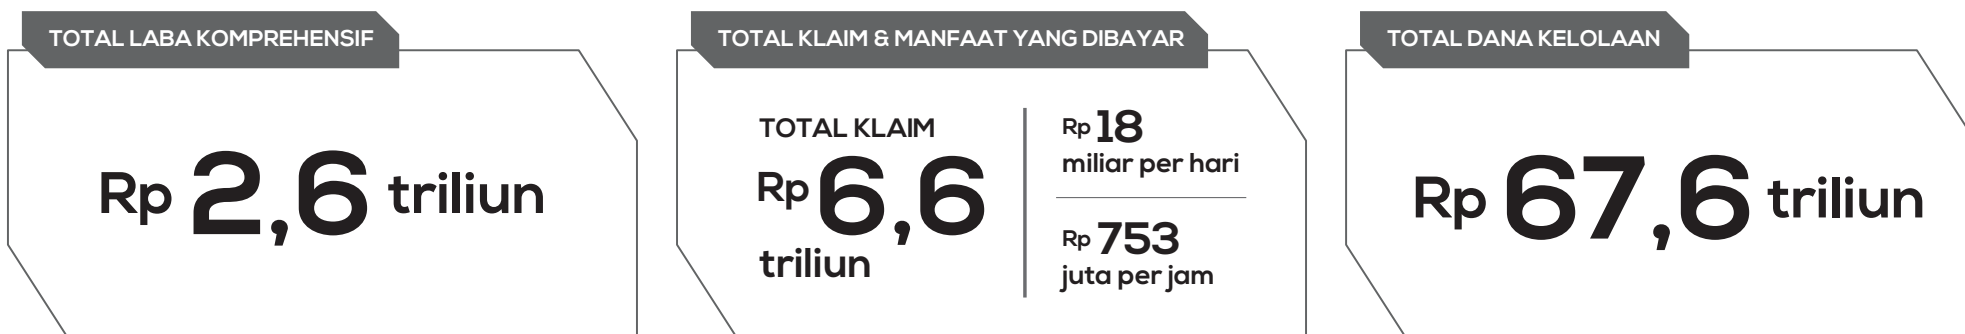 TOTAL LABA KOMPREHENSIF
Rp 2,6 triliun
TOTAL KLAIM & MANFAAT YANG DIBAYAR
TOTAL KLAIM
Rp 6,6
triliun
Rp 18
miliar per hari
Rp 753
juta per jam
TOTAL DANA KELOLAAN
Rp 67,6 triliun